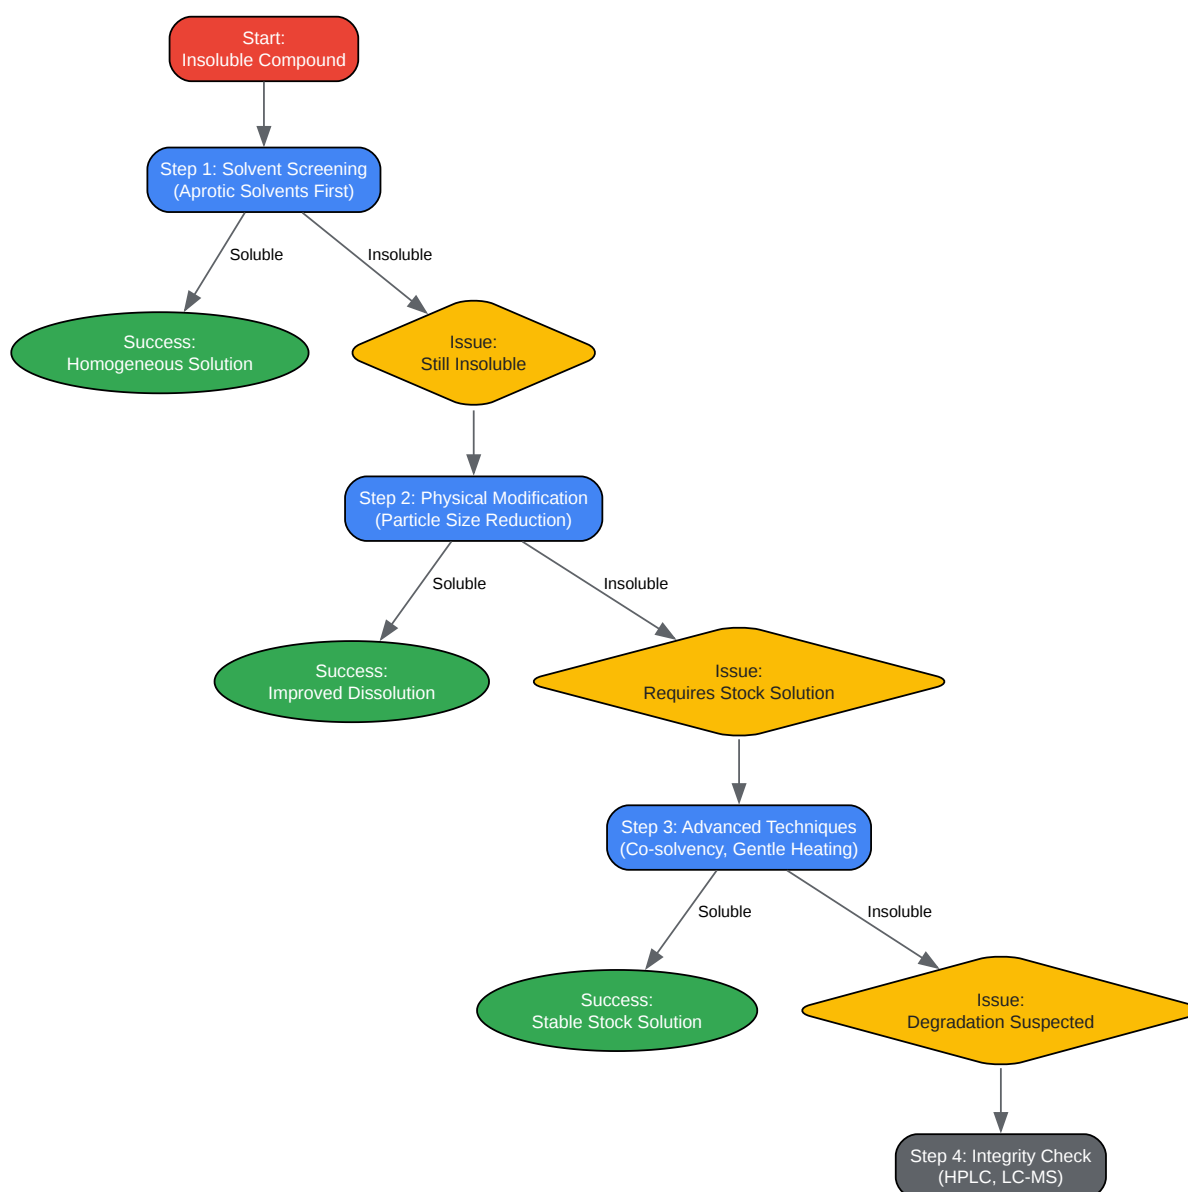 Start:
Insoluble Compound
Step 1: Solvent Screening
(Aprotic Solvents First)
Soluble
Insoluble
Success:
Homogeneous Solution
Issue:
Still Insoluble
Step 2: Physical Modification
(Particle Size Reduction)
Soluble
Insoluble
Success:
Improved Dissolution
Issue:
Requires Stock Solution
Step 3: Advanced Techniques
(Co-solvency, Gentle Heating)
Soluble
Insoluble
Success:
Stable Stock Solution
Issue:
Degradation Suspected
Step 4: Integrity Check
(HPLC, LC-MS)